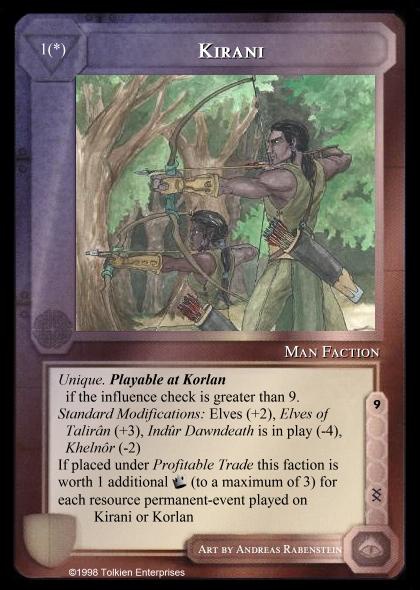 1(*)
Kirani
Man Faction
Unique. Playable at Korlan
if the influence check is greater than 9.
Standard Modifications: Elves (+2), Elves of
Talirân (+3), Indûr Dawndeath is in play (-4),
Khelnôr (-2)
If placed under Profitable Trade this faction is
worth 1 additional (to a maximum of 3) for
each resource permanent-event played on
Kirani or Korlan
9
Art by Andreas Rabenstein
©1998 Tolkien Enterprises